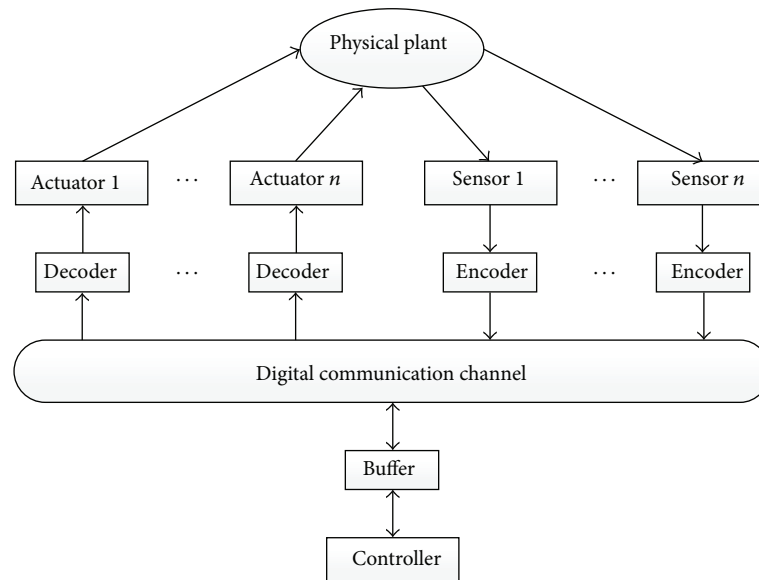 Physical plant
Actuator 1 ... Actuator n Sensor 1 ... Sensor n
Decoder ... Decoder Encoder ... Encoder
Digital communication channel
Buffer
Controller